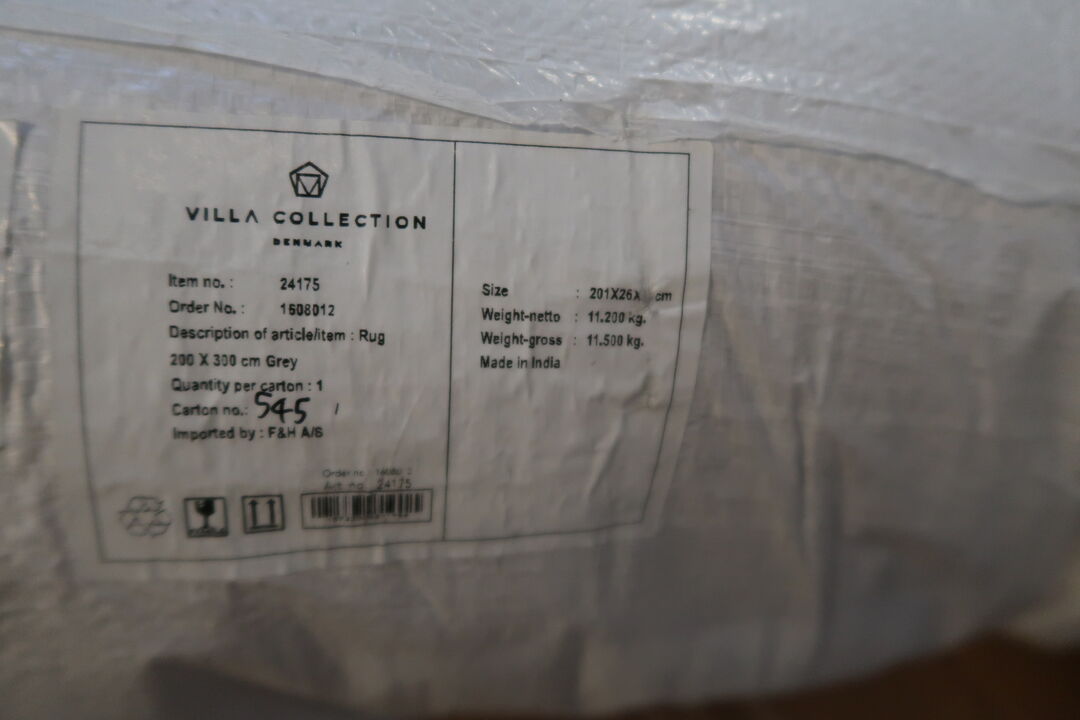 VILLA COLLECTION
DENMARK
Item no. : 24175
Order No. : 1608012
Description of article/item : Rug
200 X 300 cm Grey
Quantity per carton : 1
Carton no.: 545 /
Imported by : F&H A/S
Art. no. 24175
Size : 201X26X cm
Weight-netto : 11.200 kg.
Weight-gross : 11.500 kg.
Made in India